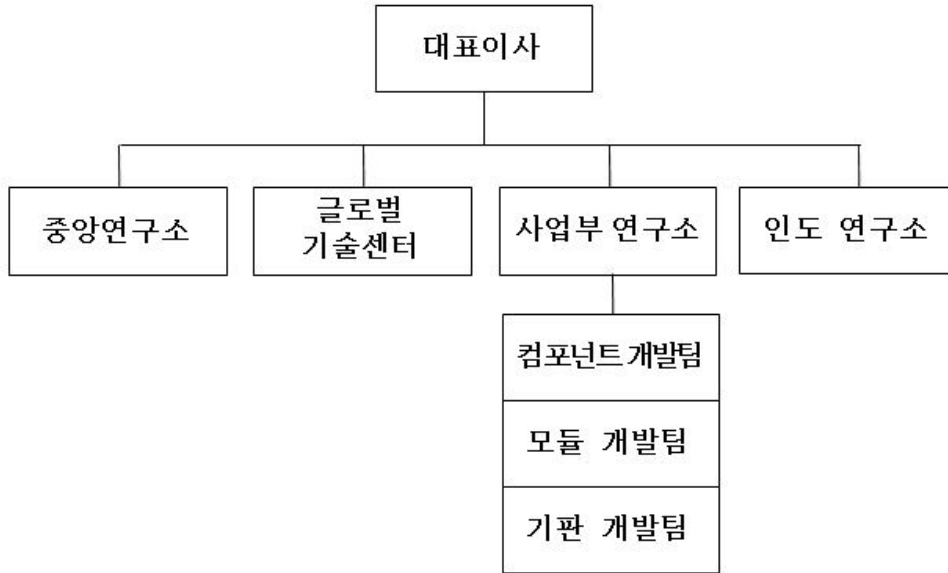 대표이사
중앙연구소
글로벌
기술센터
사업부 연구소
인도 연구소
컴포넌트 개발팀
모듈 개발팀
기판 개발팀